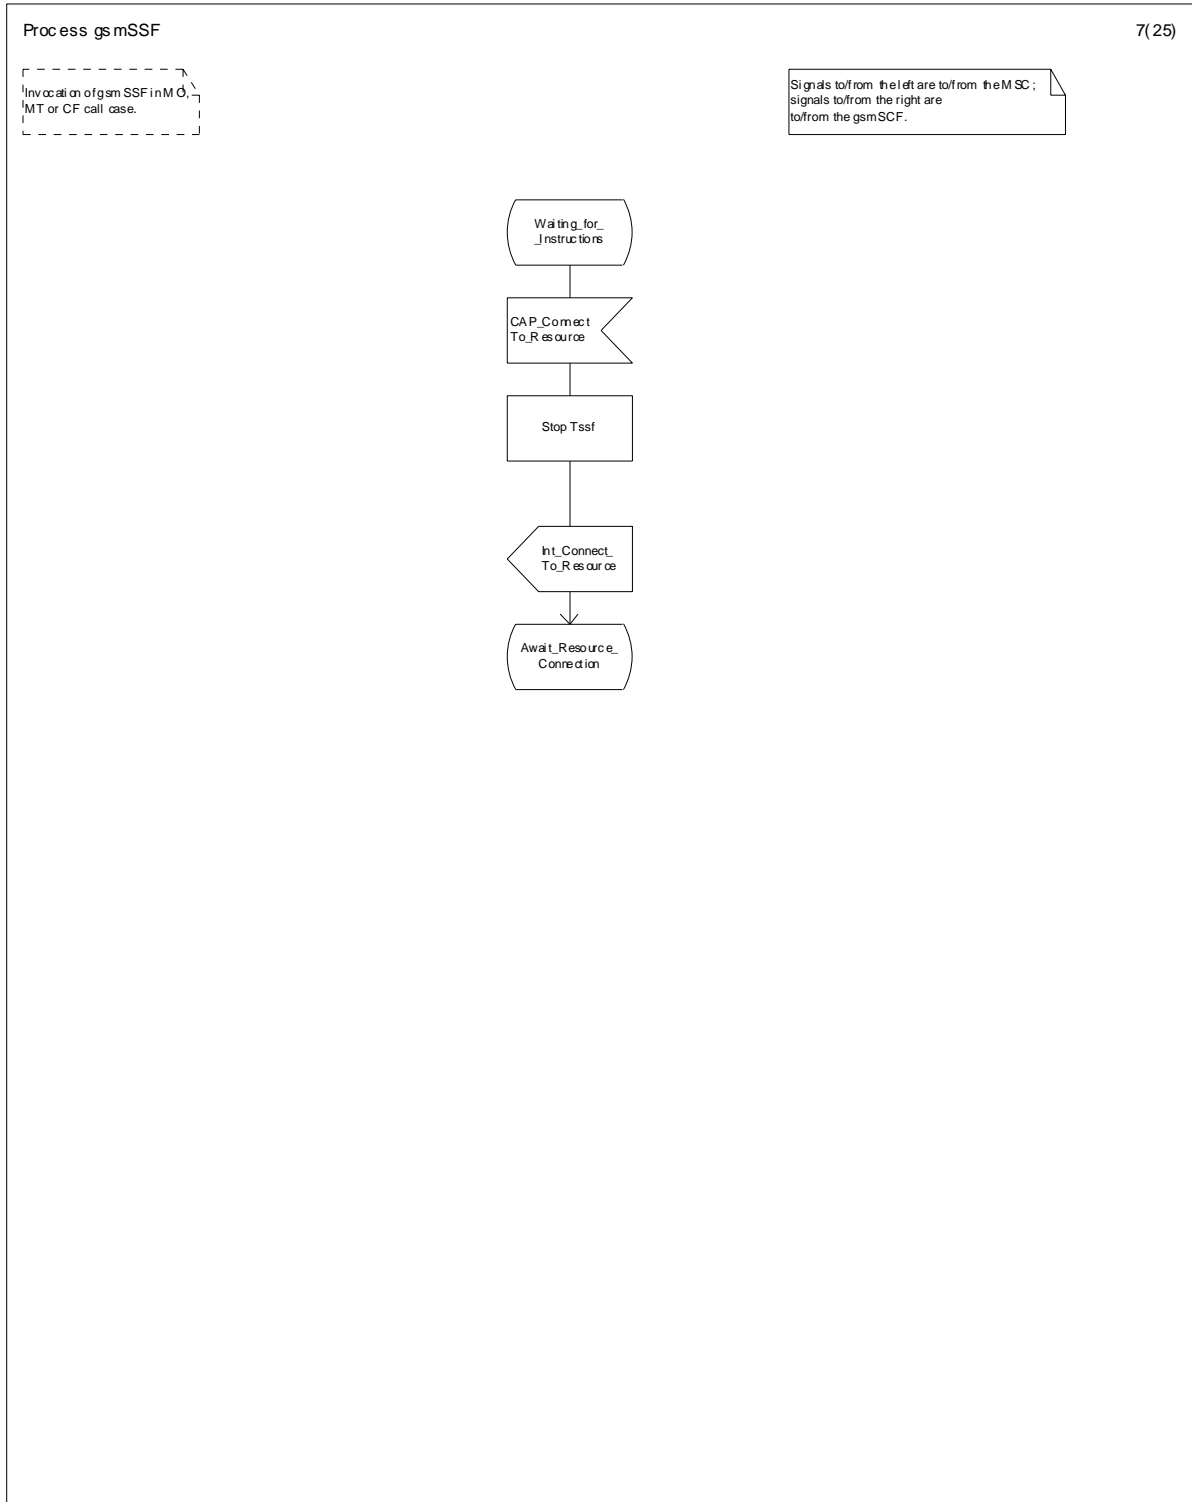 Process gsmSSF
7(25)
Invocation of gsmSSF in MO,
MT or CF call case.
Signals to/from the left are to/from the MSC;
signals to/from the right are
to/from the gsmSCF.
Waiting_for_
_Instructions
CAP_Connect
To_Resource
Stop Tssf
Int_Connect_
To_Resource
Await_Resource_
Connection